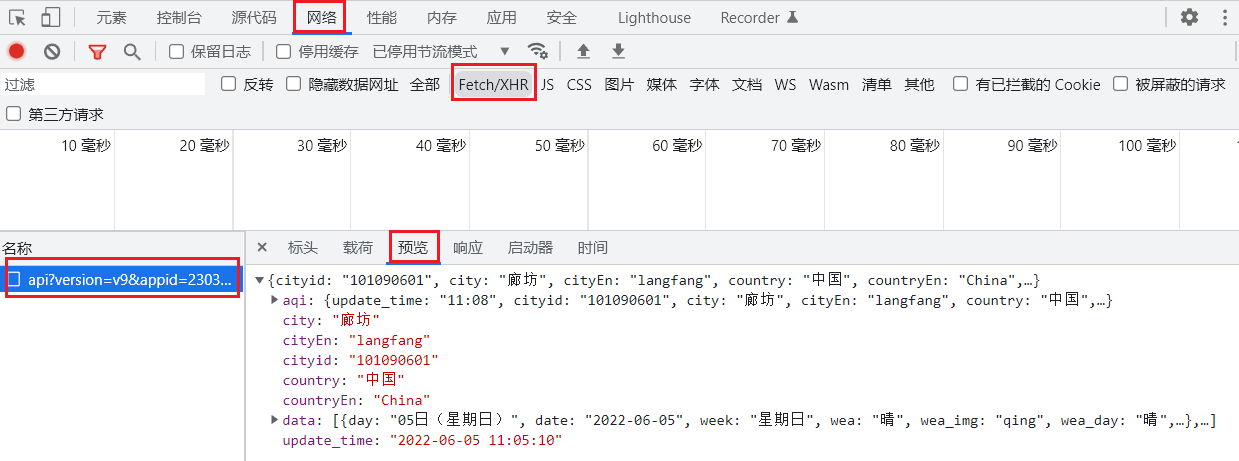 元素 控制台 源代码 网络 性能 内存 应用 安全 Lighthouse Recorder
保留日志 停用缓存 已停用节流模式
过滤 反转 隐藏数据网址 全部 Fetch/XHR JS CSS 图片 媒体 字体 文档 WS Wasm 清单 其他 有已拦截的 Cookie 被屏蔽的请求
第三方请求
10 毫秒 20 毫秒 30 毫秒 40 毫秒 50 毫秒 60 毫秒 70 毫秒 80 毫秒 90 毫秒 100 毫秒
名称 × 标头 载荷 预览 响应 启动器 时间
api?version=v9&appid=2303... ▼{cityid: "101090601", city: "廊坊", cityEn: "langfang", country: "中国", countryEn: "China",…}
▶aqi: {update_time: "11:08", cityid: "101090601", city: "廊坊", cityEn: "langfang", country: "中国",…}
city: "廊坊"
cityEn: "langfang"
cityid: "101090601"
country: "中国"
countryEn: "China"
▶data: [{day: "05日（星期日）", date: "2022-06-05", week: "星期日", wea: "晴", wea_img: "qing", wea_day: "晴",…},…]
update_time: "2022-06-05 11:05:10"